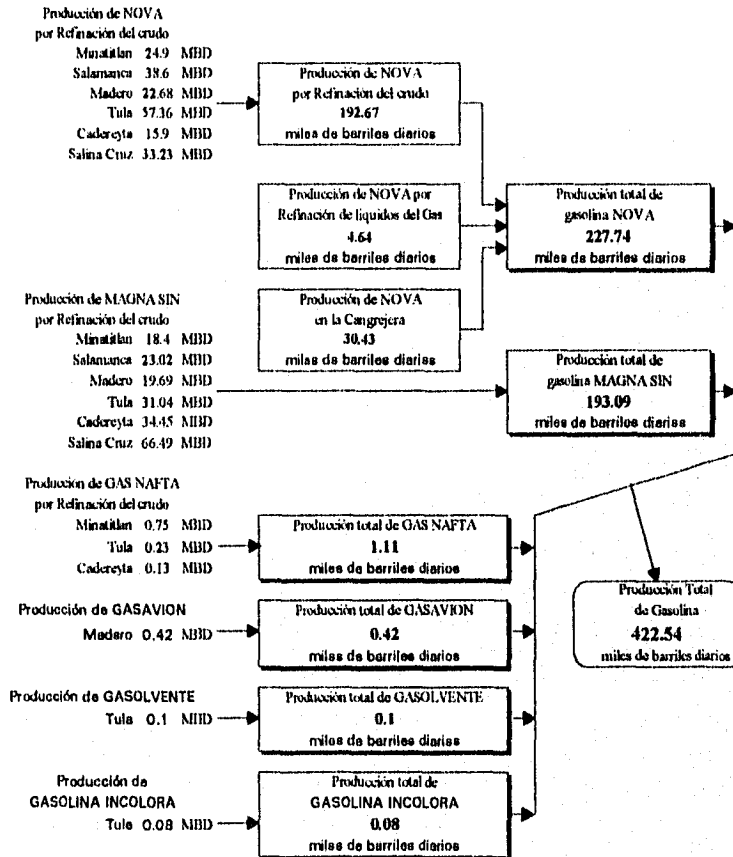 Producción de NOVA
por Refinación del crudo
Minatitlan 24.9 MBD
Salamanca 38.6 MBD
Madero 22.68 MBD
Tula 57.36 MBD
Cadereyta 15.9 MBD
Salina Cruz 33.23 MBD
Producción de NOVA
por Refinación del crudo
192.67
miles de barriles diarios
Producción de NOVA por
Refinación de liquidos del Gas
4.64
miles de barriles diarios
Producción de NOVA
en la Cangrejera
30.43
miles de barriles diarios
Producción total de
gasolina NOVA
227.74
miles de barriles diarios
Producción de MAGNA SIN
por Refinación del crudo
Minatitlan 18.4 MBD
Salamanca 23.02 MBD
Madero 19.69 MBD
Tula 31.04 MBD
Cadereyta 34.45 MBD
Salina Cruz 66.49 MBD
Producción total de
gasolina MAGNA SIN
193.09
miles de barriles diarios
Producción de GAS NAFTA
por Refinación del crudo
Minatitlan 0.75 MBD
Tula 0.23 MBD
Cadereyta 0.13 MBD
Producción total de GAS NAFTA
1.11
miles de barriles diarios
Producción de GASAVION
Madero 0.42 MBD
Producción total de GASAVION
0.42
miles de barriles diarios
Producción Total
de Gasolina
422.54
miles de barriles diarios
Producción de GASOLVENTE
Tula 0.1 MBD
Producción total de GASOLVENTE
0.1
miles de barriles diarios
Producción de
GASOLINA INCOLORA
Tula 0.08 MBD
Producción total de
GASOLINA INCOLORA
0.08
miles de barriles diarios